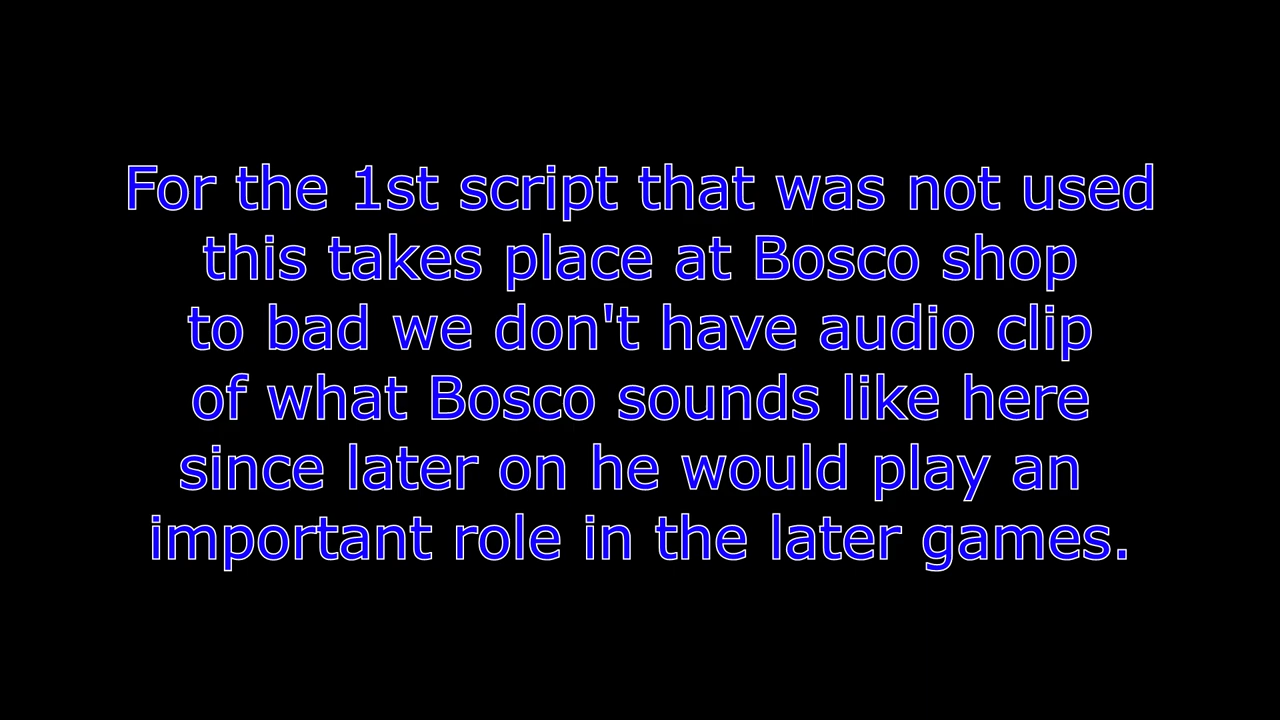 For the 1st script that was not used
this takes place at Bosco shop
to bad we don't have audio clip
of what Bosco sounds like here
since later on he would play an
important role in the later games.